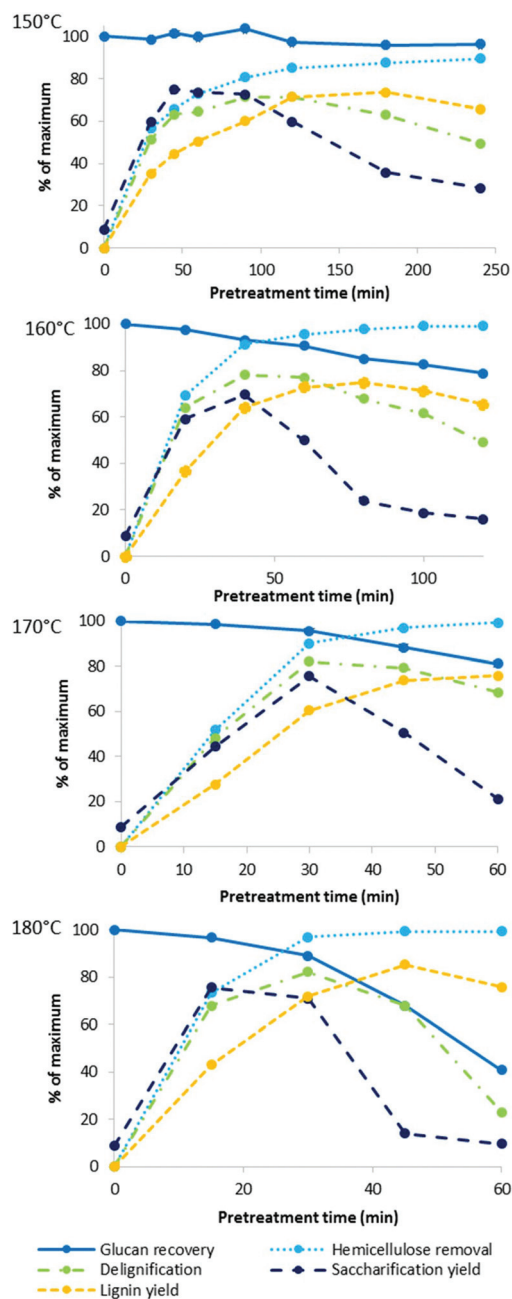 150°C
% of maximum
100
80
60
40
20
0
0 50 100 150 200 250
Pretreatment time (min)
160°C
% of maximum
100
80
60
40
20
0
0 50 100
Pretreatment time (min)
170°C
% of maximum
100
80
60
40
20
0
0 10 20 30 40 50 60
Pretreatment time (min)
180°C
% of maximum
100
80
60
40
20
0
0 20 40 60
Pretreatment time (min)
Glucan recovery Hemicellulose removal
Delignification Saccharification yield
Lignin yield